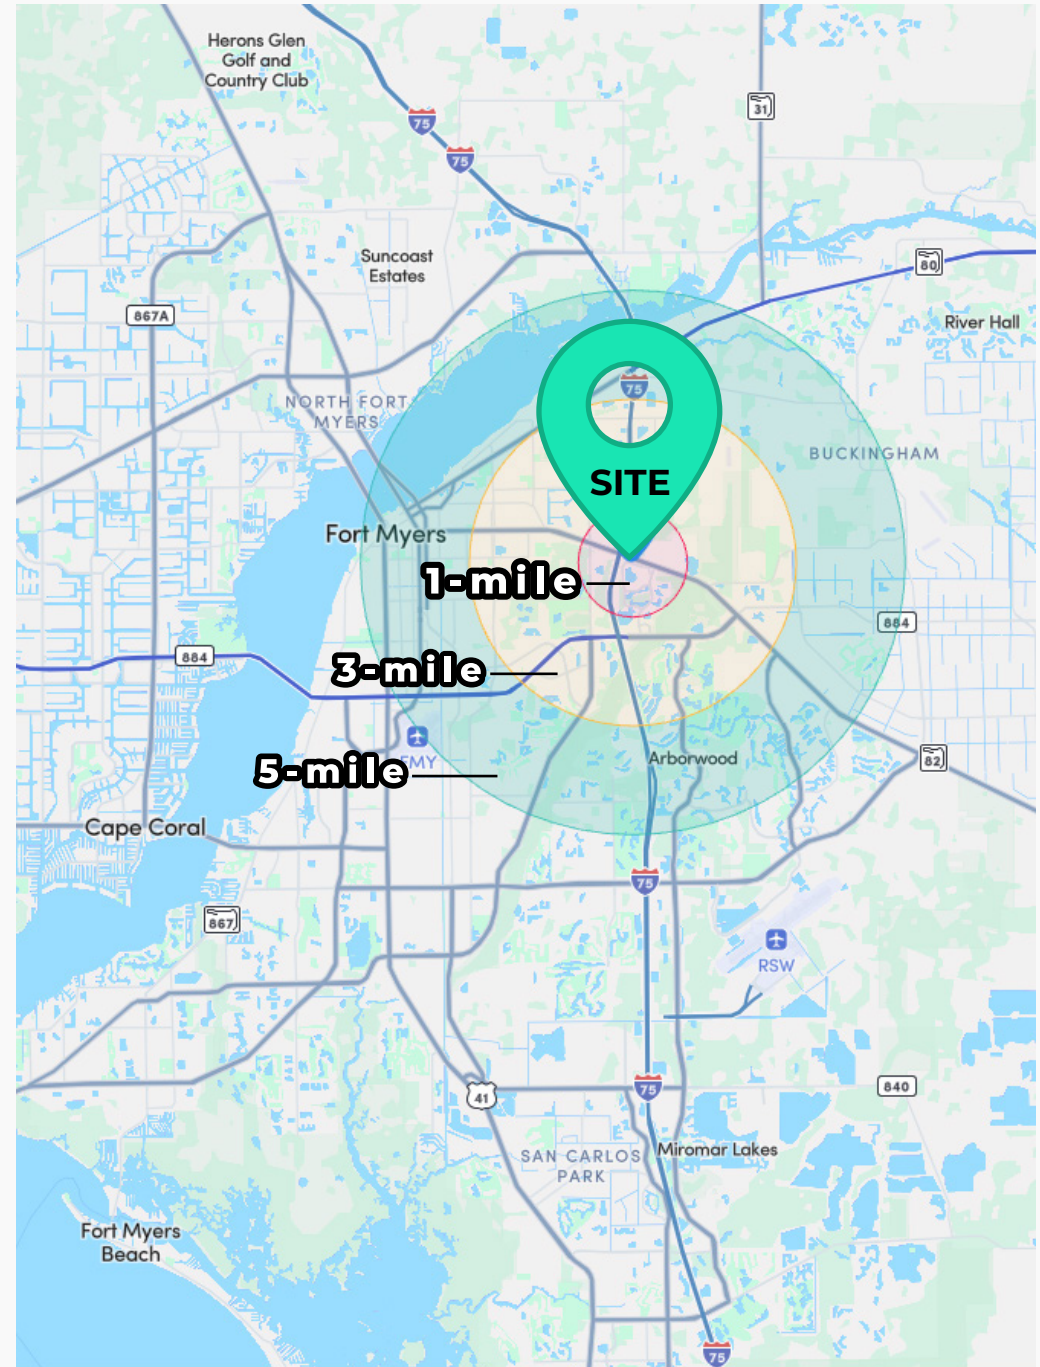 Herons Glen
Golf and
Country Club
75
31
75
80
Suncoast
Estates
867A
River Hall
75
NORTH FORT
MYERS
BUCKINGHAM
SITE
Fort Myers
1-mile
884
884
3-mile
FMY
Arborwood
82
5-mile
Cape Coral
75
867
RSW
75
840
41
Miromar Lakes
SAN CARLOS
PARK
Fort Myers
Beach
75